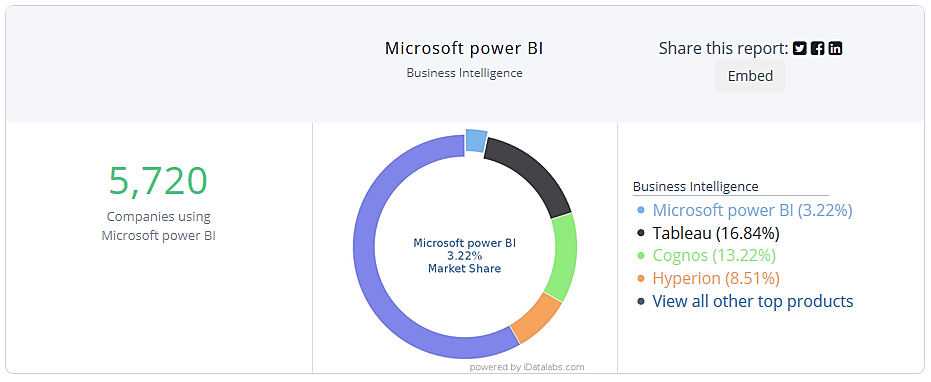 Microsoft power BI
Business Intelligence
Share this report:
Embed
5,720
Companies using
Microsoft power BI
Microsoft power BI
3.22%
Market Share
powered by iDatalabs.com
Business Intelligence
Microsoft power BI (3.22%)
Tableau (16.84%)
Cognos (13.22%)
Hyperion (8.51%)
View all other top products